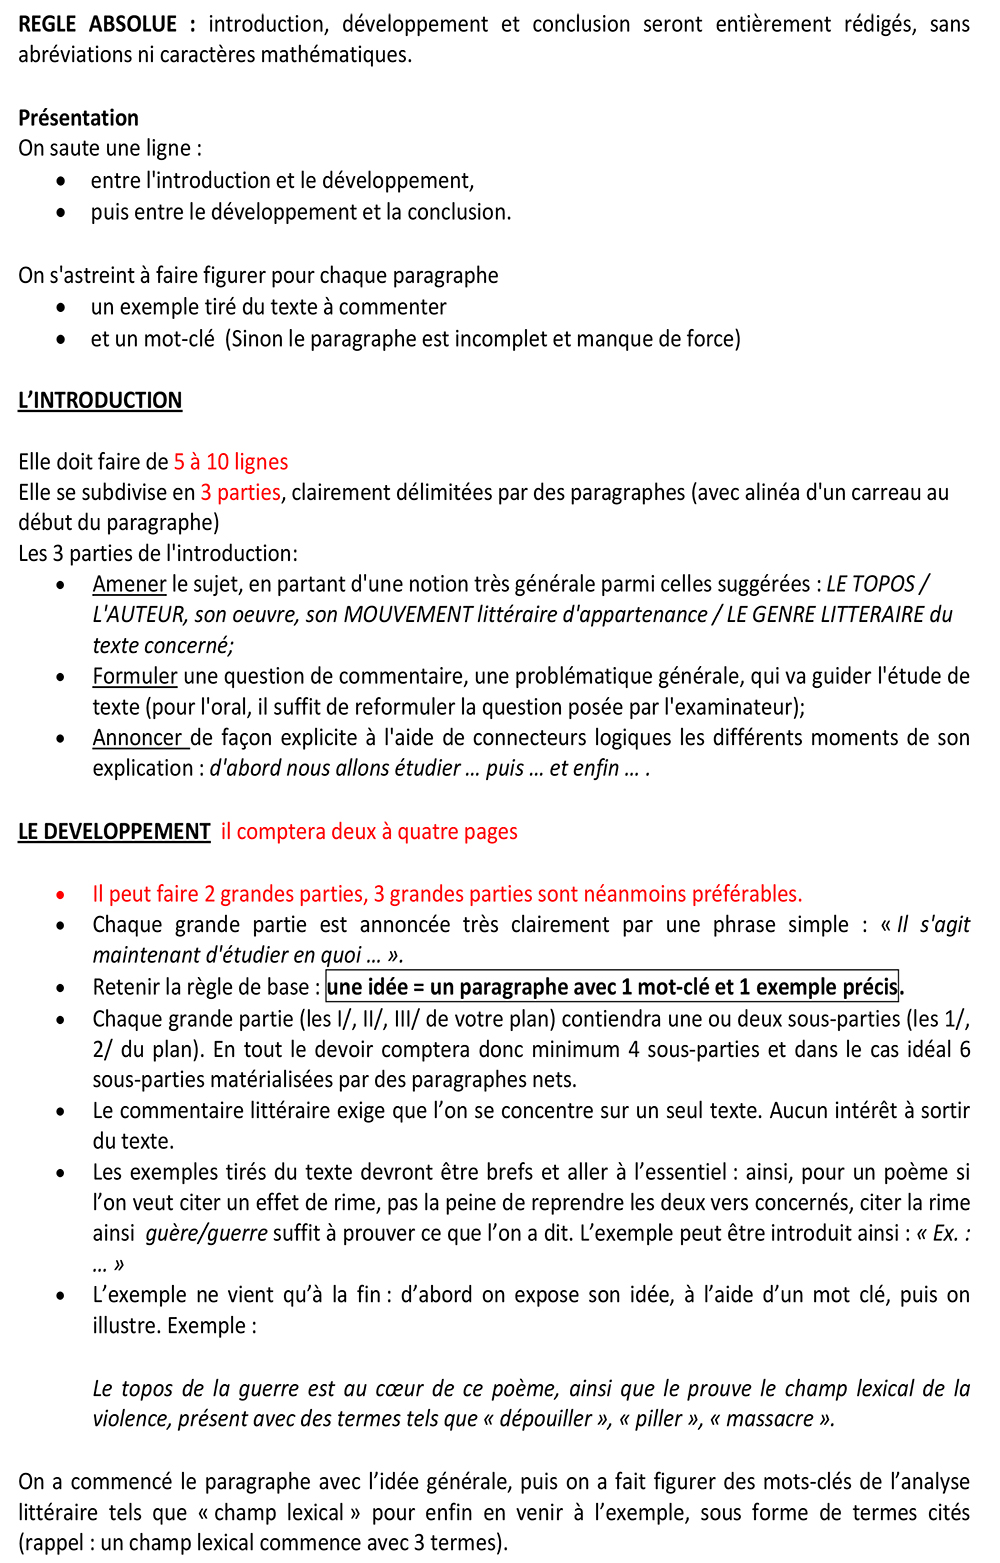 REGLE ABSOLUE : introduction, développement et conclusion seront entièrement rédigés, sans
abréviations ni caractères mathématiques.
Présentation
On saute une ligne :
• entre l'introduction et le développement,
• puis entre le développement et la conclusion.
On s'astreint à faire figurer pour chaque paragraphe
• un exemple tiré du texte à commenter
• et un mot-clé (Sinon le paragraphe est incomplet et manque de force)
L’INTRODUCTION
Elle doit faire de 5 à 10 lignes
Elle se subdivise en 3 parties, clairement délimitées par des paragraphes (avec alinéa d'un carreau au
début du paragraphe)
Les 3 parties de l'introduction:
• Amener le sujet, en partant d'une notion très générale parmi celles suggérées : LE TOPOS /
L'AUTEUR, son oeuvre, son MOUVEMENT littéraire d'appartenance / LE GENRE LITTERAIRE du
texte concerné;
• Formuler une question de commentaire, une problématique générale, qui va guider l'étude de
texte (pour l'oral, il suffit de reformuler la question posée par l'examinateur);
• Annoncer de façon explicite à l'aide de connecteurs logiques les différents moments de son
explication : d'abord nous allons étudier ... puis ... et enfin ... .
LE DEVELOPPEMENT il comptera deux à quatre pages
• Il peut faire 2 grandes parties, 3 grandes parties sont néanmoins préférables.
• Chaque grande partie est annoncée très clairement par une phrase simple : « Il s'agit
maintenant d'étudier en quoi ... ».
• Retenir la règle de base : une idée = un paragraphe avec 1 mot-clé et 1 exemple précis.
• Chaque grande partie (les I/, II/, III/ de votre plan) contiendra une ou deux sous-parties (les 1/,
2/ du plan). En tout le devoir comptera donc minimum 4 sous-parties et dans le cas idéal 6
sous-parties matérialisées par des paragraphes nets.
• Le commentaire littéraire exige que l’on se concentre sur un seul texte. Aucun intérêt à sortir
du texte.
• Les exemples tirés du texte devront être brefs et aller à l’essentiel : ainsi, pour un poème si
l’on veut citer un effet de rime, pas la peine de reprendre les deux vers concernés, citer la rime
ainsi guère/guerre suffit à prouver ce que l’on a dit. L’exemple peut être introduit ainsi : « Ex. :
... »
• L’exemple ne vient qu’à la fin : d’abord on expose son idée, à l’aide d’un mot clé, puis on
illustre. Exemple :
Le topos de la guerre est au cœur de ce poème, ainsi que le prouve le champ lexical de la
violence, présent avec des termes tels que « dépouiller », « piller », « massacre ».
On a commencé le paragraphe avec l’idée générale, puis on a fait figurer des mots-clés de l’analyse
littéraire tels que « champ lexical » pour enfin en venir à l’exemple, sous forme de termes cités
(rappel : un champ lexical commence avec 3 termes).